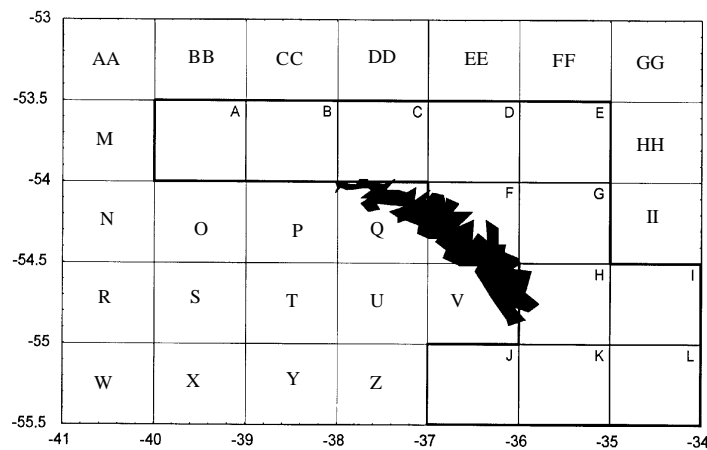 -53
AA BB CC DD EE FF GG
-53.5
M A B C D E HH
-54
N O P Q F G II
-54.5
R S T U V H I
-55
W X Y Z J K L
-55.5
-41 -40 -39 -38 -37 -36 -35 -34